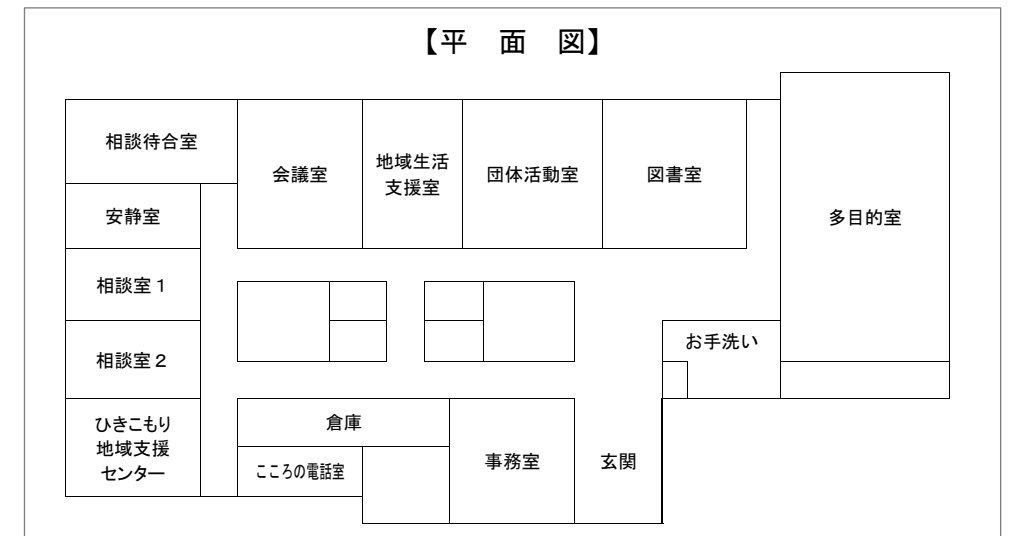 【平　面　図】
相談待合室
会議室
地域生活
支援室
団体活動室
図書室
多目的室
安静室
相談室１
相談室２
お手洗い
ひきこもり
地域支援
センター
倉庫
こころの電話室
事務室
玄関